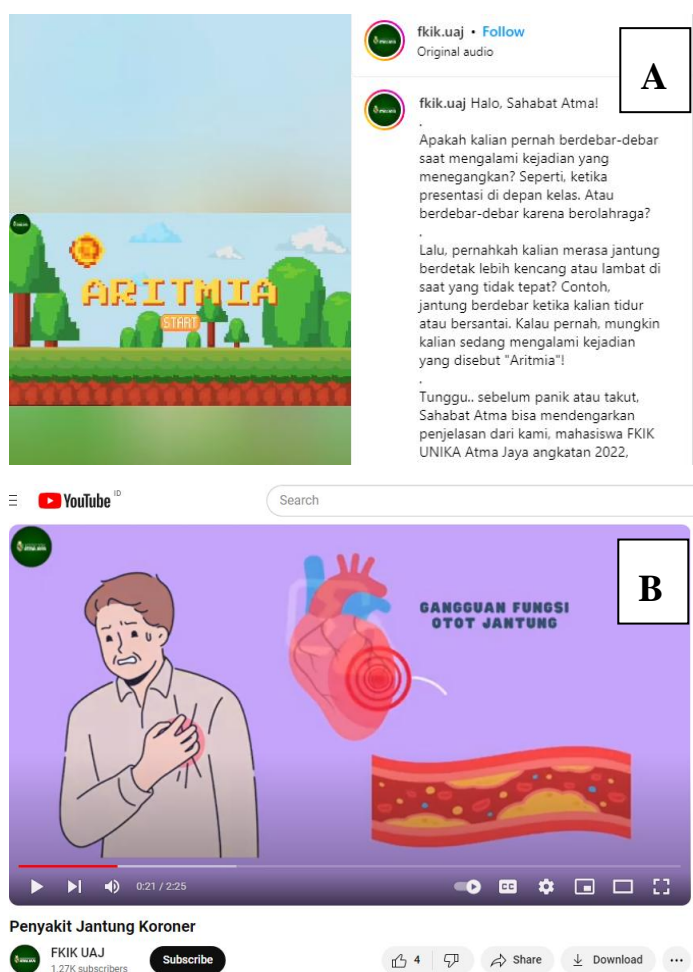 fkik.uaj • Follow
Original audio
A
fkik.uaj Halo, Sahabat Atma!
.
Apakah kalian pernah berdebar-debar
saat mengalami kejadian yang
menegangkan? Seperti, ketika
presentasi di depan kelas. Atau
berdebar-debar karena berolahraga?
.
Lalu, pernahkah kalian merasa jantung
berdetak lebih kencang atau lambat di
saat yang tidak tepat? Contoh,
jantung berdebar ketika kalian tidur
atau bersantai. Kalau pernah, mungkin
kalian sedang mengalami kejadian
yang disebut "Aritmia"!
.
Tunggu.. sebelum panik atau takut,
Sahabat Atma bisa mendengarkan
penjelasan dari kami, mahasiswa FKIK
UNIKA Atma Jaya angkatan 2022,
ARITMIA
START
YouTube ID
Search
B
GANGGUAN FUNGSI
OTOT JANTUNG
0:21 / 2:25
CC
Penyakit Jantung Koroner
FKIK UAJ
1.27K subscribers
Subscribe
4
Share
Download